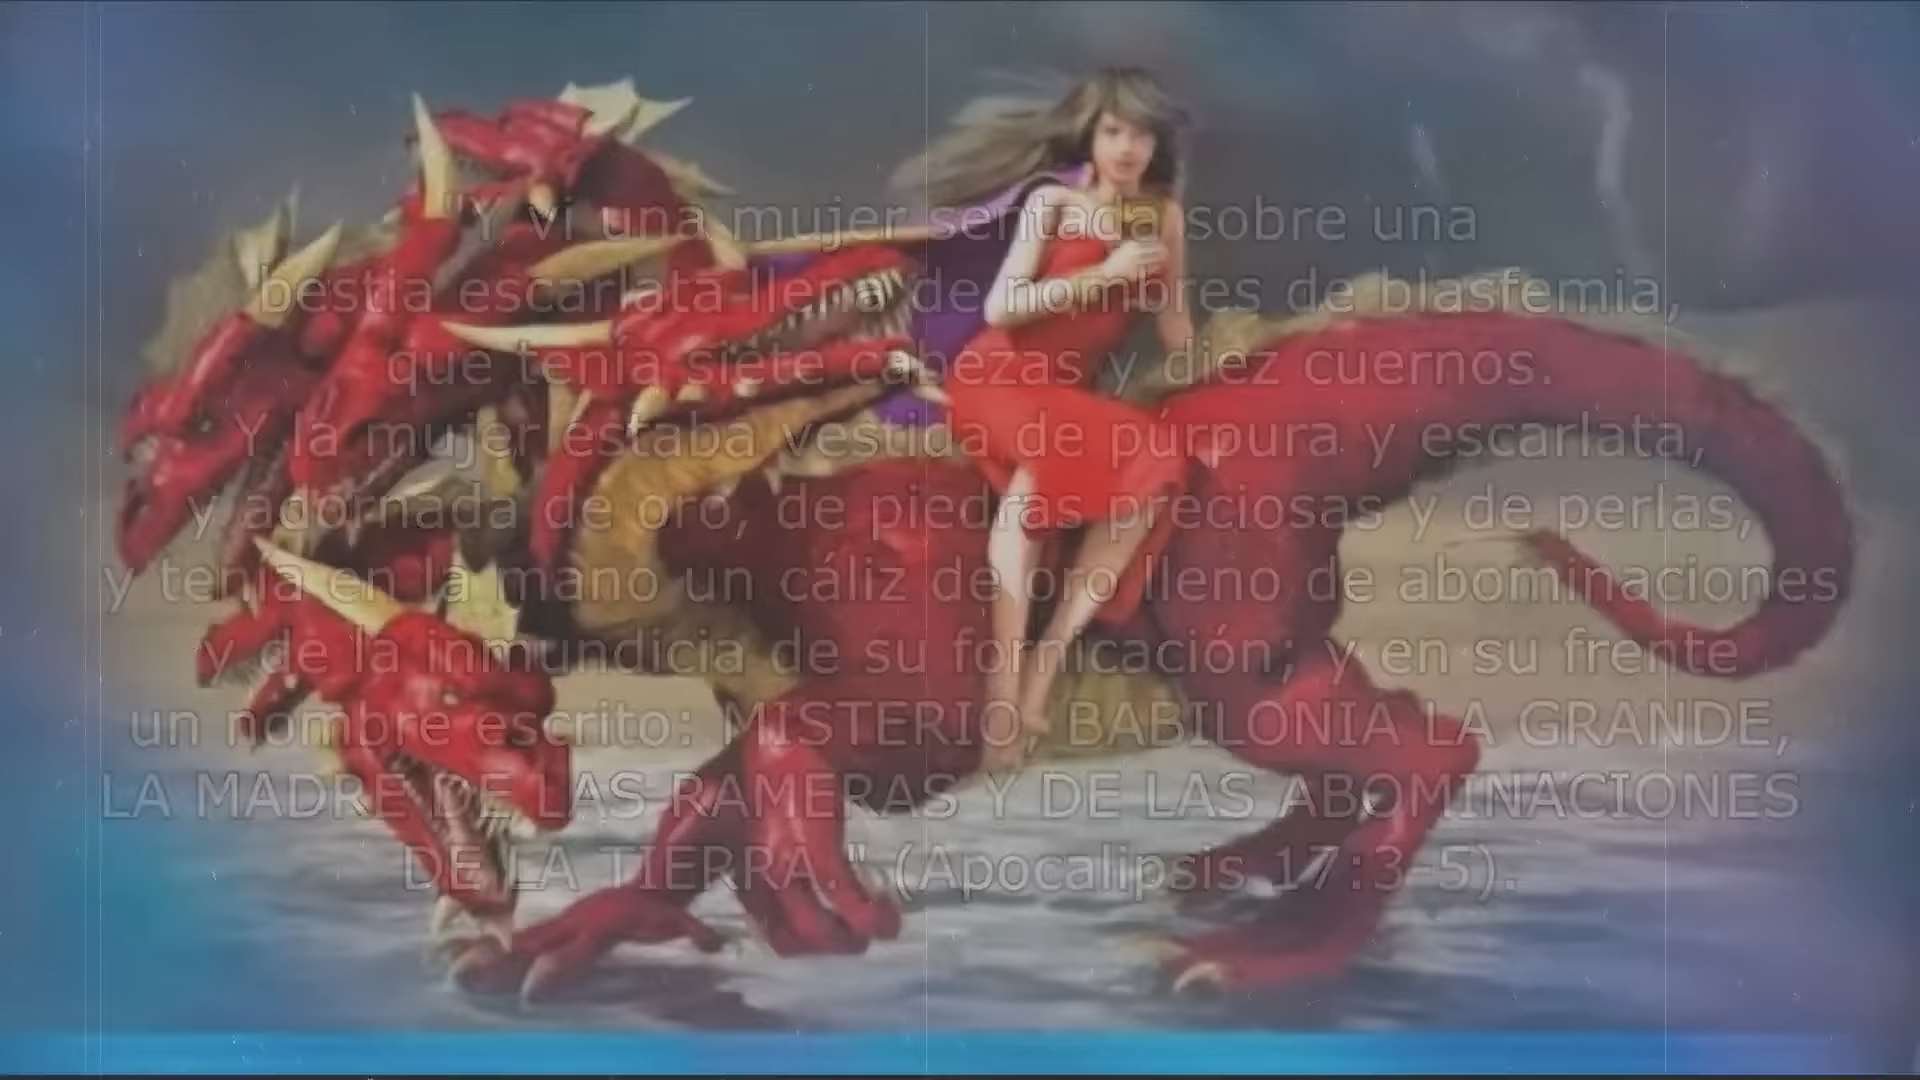 "Y vi una mujer sentada sobre una
bestia escarlata llena de nombres de blasfemia,
que tenía siete cabezas y diez cuernos.
Y la mujer estaba vestida de púrpura y escarlata,
y adornada de oro, de piedras preciosas y de perlas,
y tenía en la mano un cáliz de oro lleno de abominaciones
y de la inmundicia de su fornicación; y en su frente
un nombre escrito: MISTERIO, BABILONIA LA GRANDE,
LA MADRE DE LAS RAMERAS Y DE LAS ABOMINACIONES
DE LA TIERRA." (Apocalipsis 17:3-5).